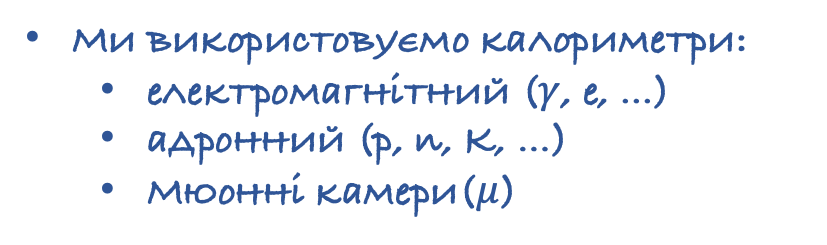 • Ми використовуємо калориметри:
• електромагнітний (γ, e, ...)
• адронний (p, n, K, ...)
• Мюонні камери (μ)